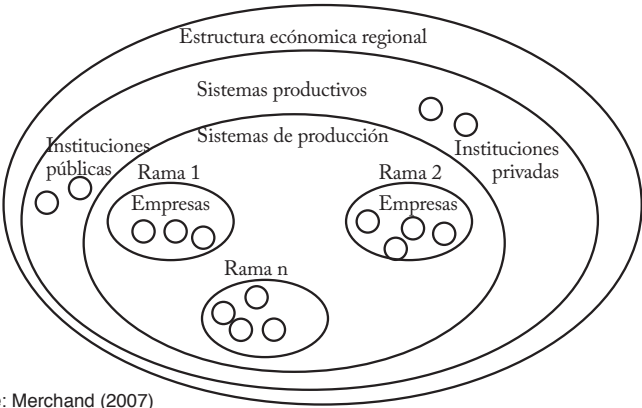 Estructura ecónomica regional
Sistemas productivos
Sistemas de producción
Instituciones
públicas
Instituciones
privadas
Rama 1
Empresas
Rama 2
Empresas
Rama n
: Merchand (2007)